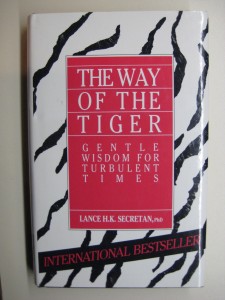 THE WAY
OF THE
TIGER
GENTLE
WISDOM FOR
TURBULENT
TIMES
LANCE H.K. SECRETAN, PhD
INTERNATIONAL BESTSELLER